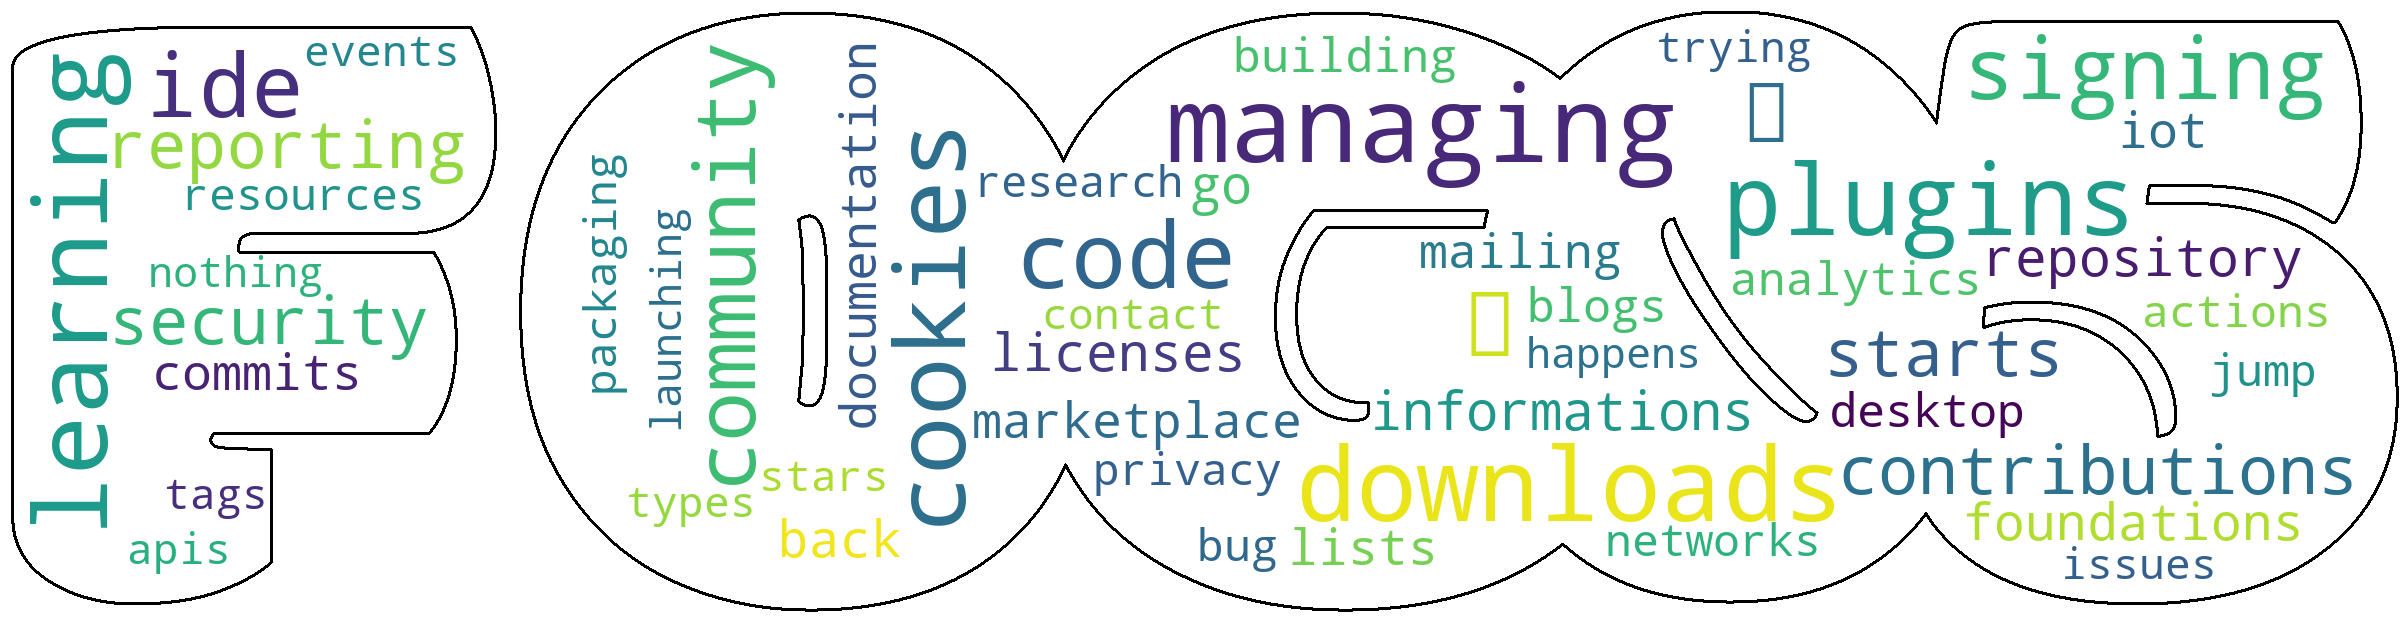 learning
ide
events
reporting
resources
nothing
security
commits
tags
apis
packaging
launching
community
documentation
cookies
stars
types
back
building
managing
research
go
code
contact
licenses
marketplace
privacy
bug
lists
downloads
informations
mailing
blogs
happens
networks
trying
plugins
analytics
starts
desktop
signing
iot
repository
actions
jump
contributions
foundations
issues